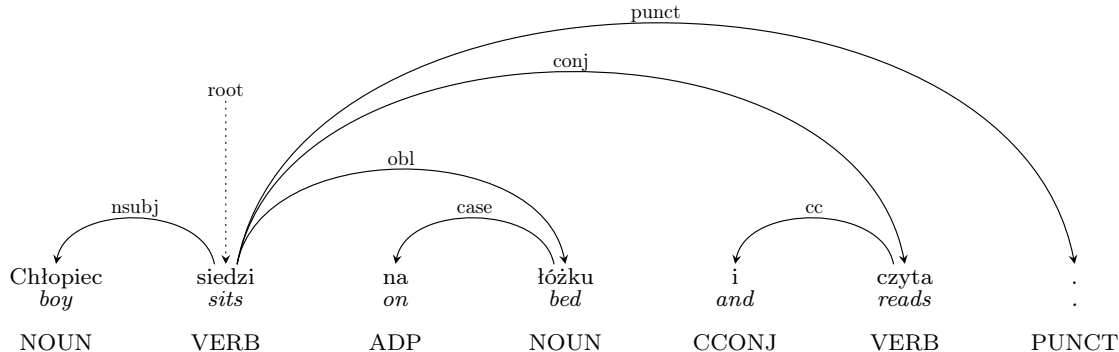 punct
conj
root
obl
nsubj case cc
Chłopiec siedzi na łóżku i czyta .
boy sits on bed and reads .
NOUN VERB ADP NOUN CCONJ VERB PUNCT